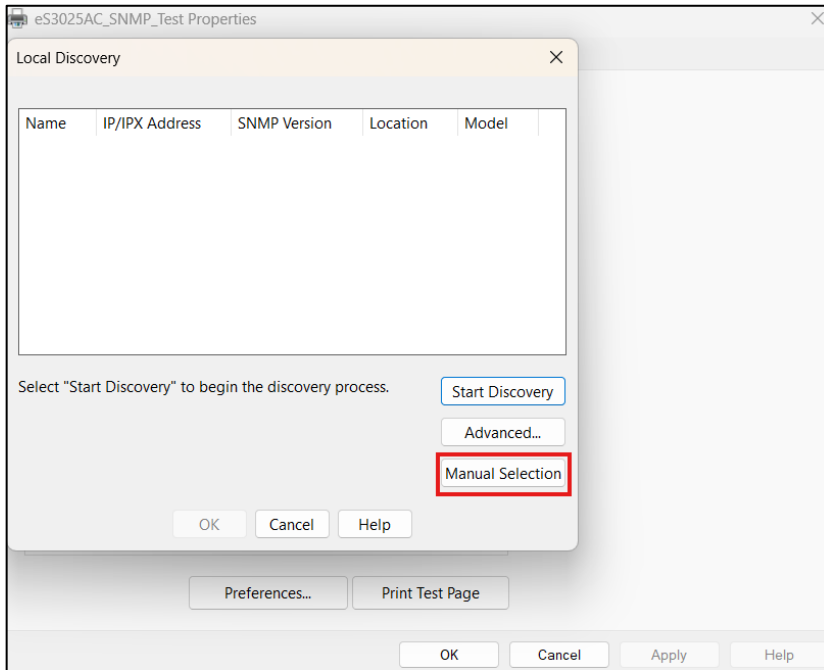 eS3025AC_SNMP_Test Properties
Local Discovery
Name IP/IPX Address SNMP Version Location Model
Select "Start Discovery" to begin the discovery process.
Start Discovery
Advanced...
Manual Selection
OK Cancel Help
Preferences... Print Test Page
OK Cancel Apply Help